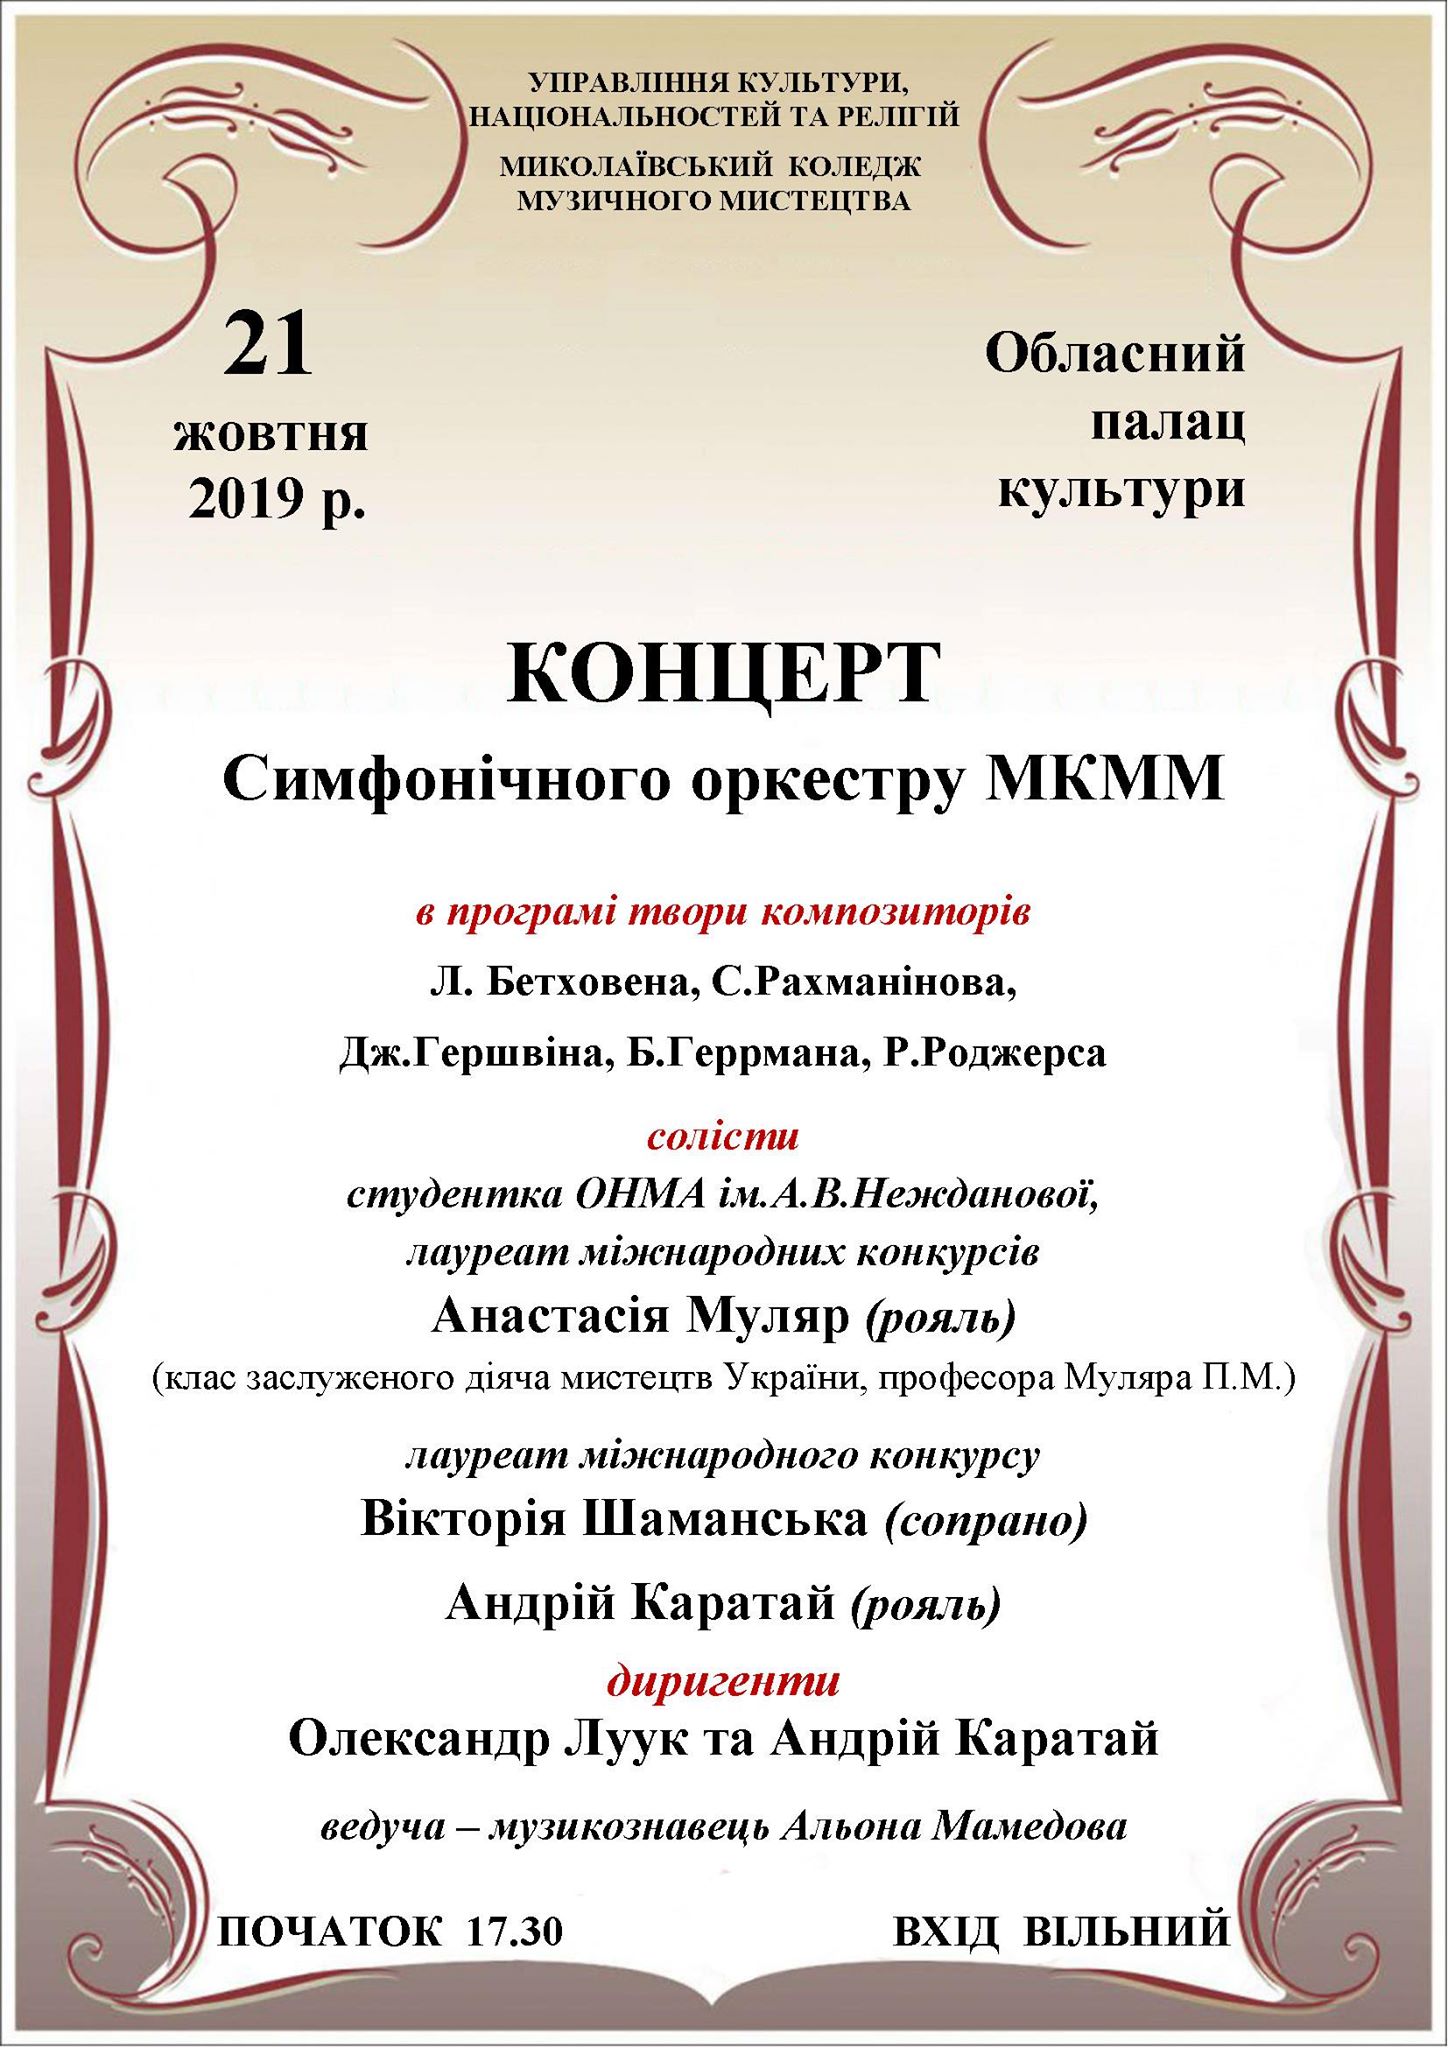 УПРАВЛІННЯ КУЛЬТУРИ,
НАЦІОНАЛЬНОСТЕЙ ТА РЕЛІГІЙ
МИКОЛАЇВСЬКИЙ КОЛЕДЖ
МУЗИЧНОГО МИСТЕЦТВА
21
жовтня
2019 р.
Обласний
палац
культури
КОНЦЕРТ
Симфонічного оркестру МКММ
в програмі твори композиторів
Л. Бетховена, С.Рахманінова,
Дж.Гершвіна, Б.Геррмана, Р.Роджерса
солісти
студентка ОНМА ім.А.В.Нежданової,
лауреат міжнародних конкурсів
Анастасія Муляр (рояль)
(клас заслуженого діяча мистецтв України, професора Муляра П.М.)
лауреат міжнародного конкурсу
Вікторія Шаманська (сопрано)
Андрій Каратай (рояль)
диригенти
Олександр Луук та Андрій Каратай
ведуча – музикознавець Альона Мамедова
ПОЧАТОК 17.30
ВХІД ВІЛЬНИЙ